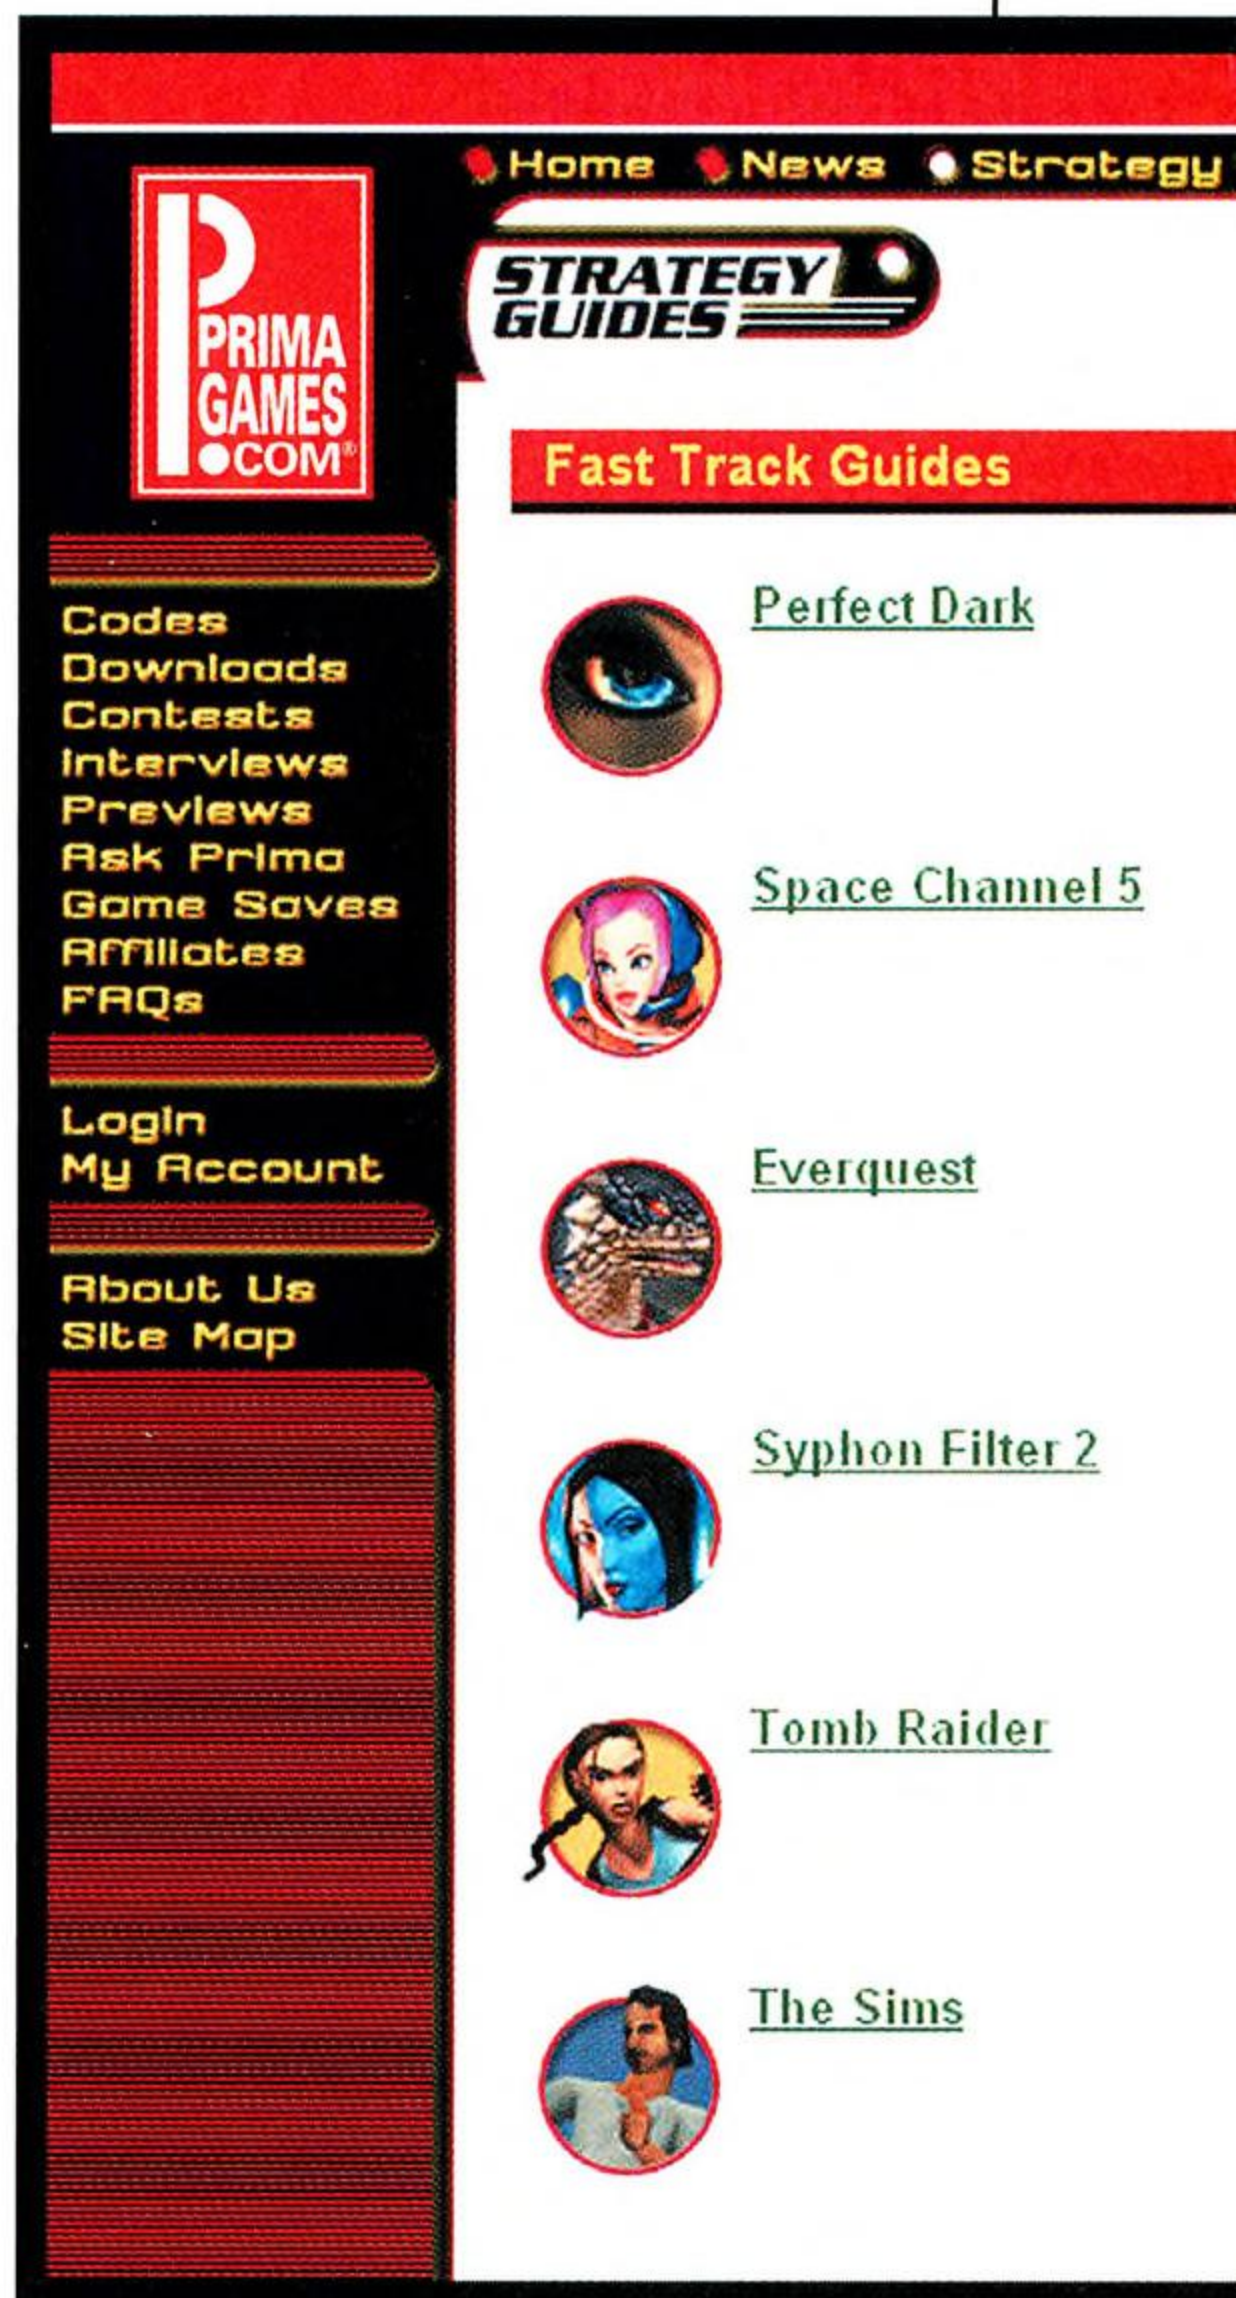 Home News Strategy
PRIMA
GAMES
.COM®
STRATEGY
GUIDES
Fast Track Guides
Codes
Downloads
Contests
Interviews
Previews
Ask Prima
Game Saves
Affiliates
FAQs
Login
My Account
About Us
Site Map
Perfect Dark
Space Channel 5
Everquest
Syphon Filter 2
Tomb Raider
The Sims